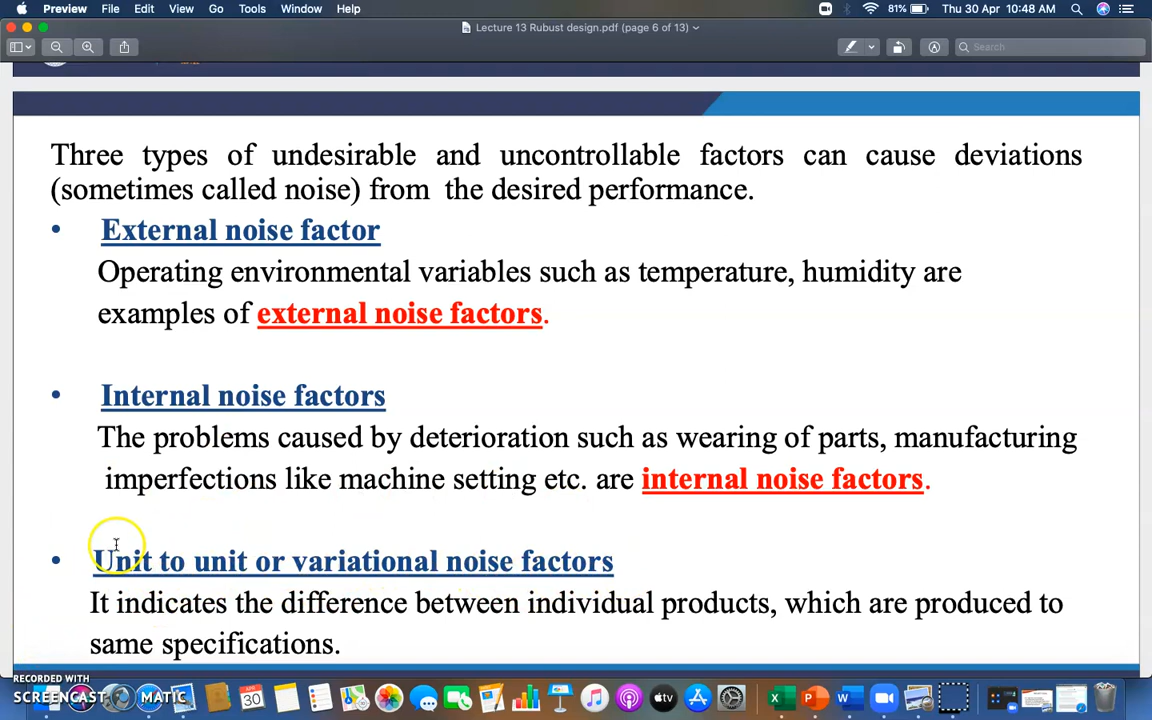 Preview File Edit View Go Tools Window Help 81% Thu 30 Apr 10:48 AM
Lecture 13 Rubust design.pdf (page 6 of 13)
Search
Three types of undesirable and uncontrollable factors can cause deviations
(sometimes called noise) from the desired performance.
• External noise factor
Operating environmental variables such as temperature, humidity are
examples of external noise factors.
• Internal noise factors
The problems caused by deterioration such as wearing of parts, manufacturing
imperfections like machine setting etc. are internal noise factors.
• Unit to unit or variational noise factors
It indicates the difference between individual products, which are produced to
same specifications.
RECORDED WITH
SCREENCAST MATIC
APR
30
tv
X
P
W